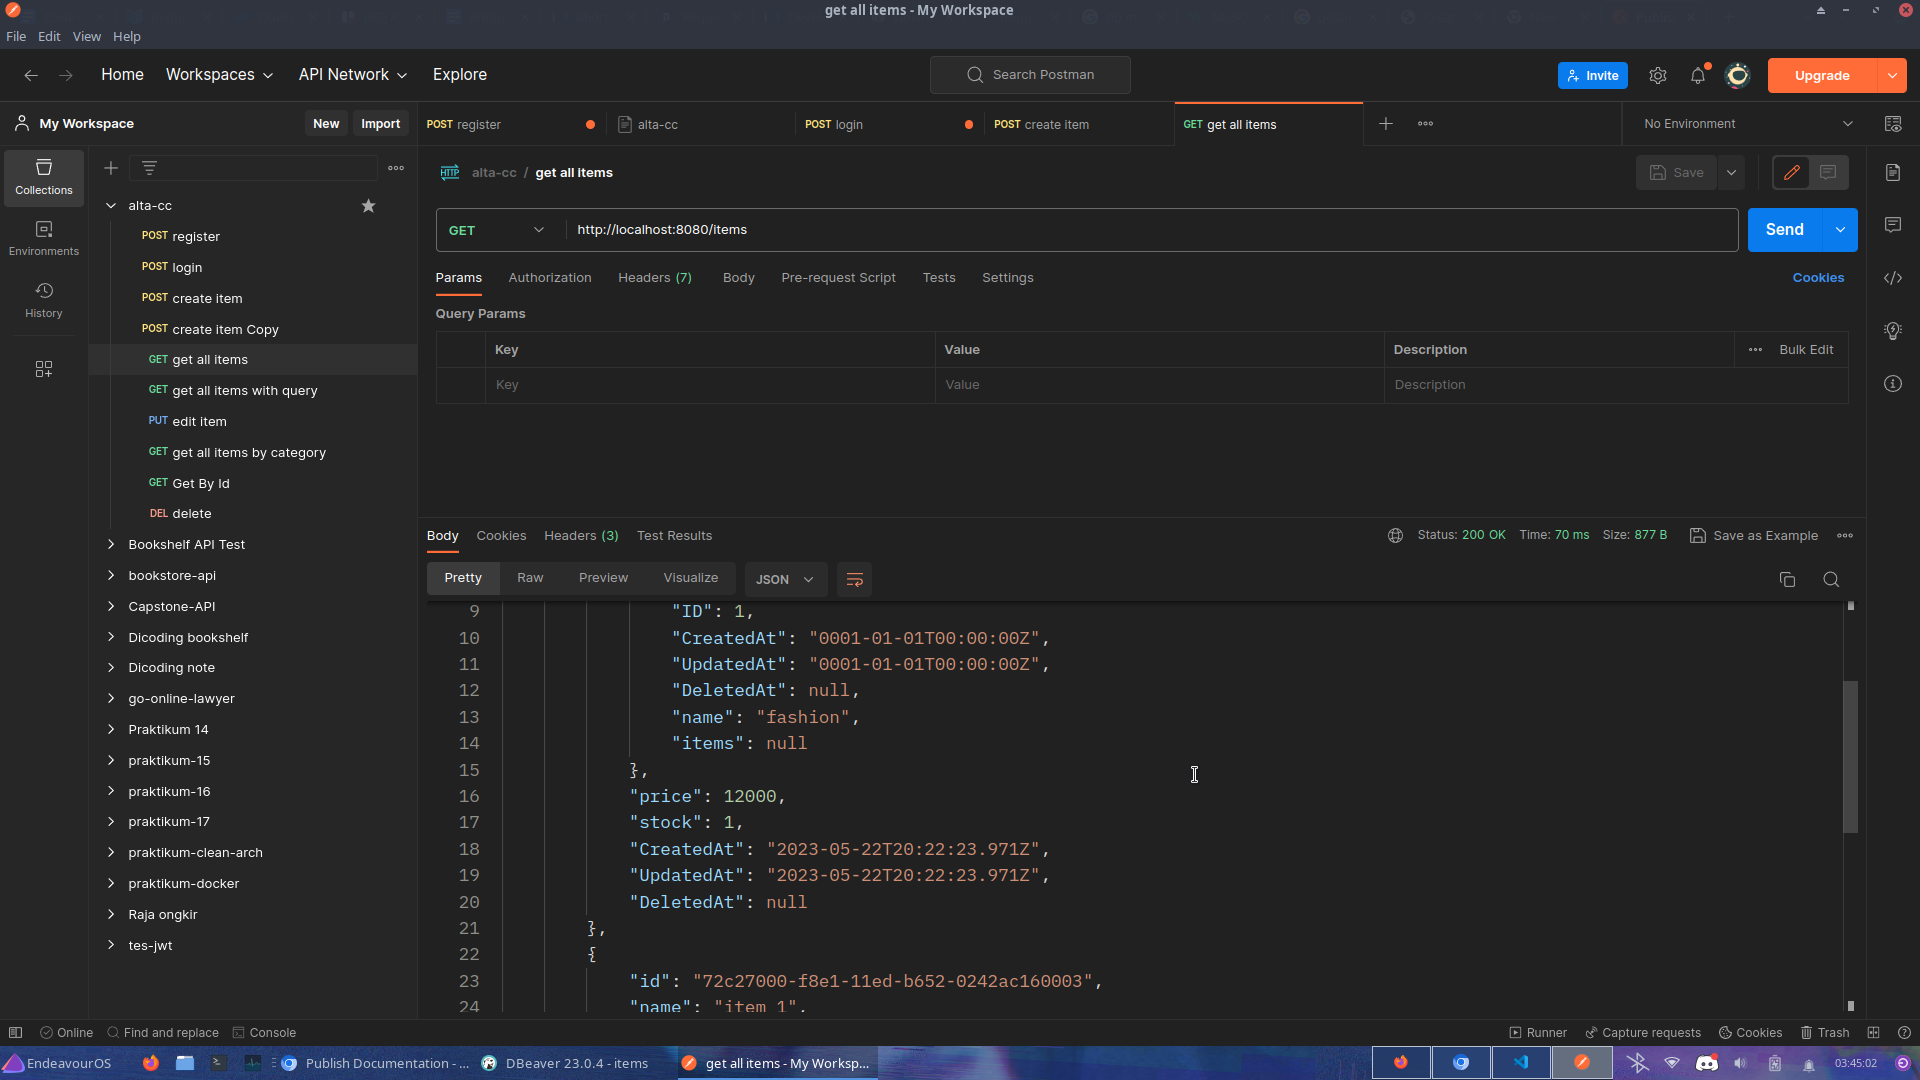 get all items - My Workspace
File Edit View Help
Home Workspaces API Network Explore
Search Postman
Invite
Upgrade
My Workspace
New Import
POST register
alta-cc
POST login
POST create item
GET get all items
No Environment
Collections
Environments
History
alta-cc
POST register
POST login
POST create item
POST create item Copy
GET get all items
GET get all items with query
PUT edit item
GET get all items by category
GET Get By Id
DEL delete
Bookshelf API Test
bookstore-api
Capstone-API
Dicoding bookshelf
Dicoding note
go-online-lawyer
Praktikum 14
praktikum-15
praktikum-16
praktikum-17
praktikum-clean-arch
praktikum-docker
Raja ongkir
tes-jwt
HTTP alta-cc / get all items
Save
GET http://localhost:8080/items
Send
Params Authorization Headers (7) Body Pre-request Script Tests Settings Cookies
Query Params
Key Value Description Bulk Edit
Key Value Description
Body Cookies Headers (3) Test Results
Status: 200 OK Time: 70 ms Size: 877 B Save as Example
Pretty Raw Preview Visualize JSON
9 "ID": 1,
10 "CreatedAt": "0001-01-01T00:00:00Z",
11 "UpdatedAt": "0001-01-01T00:00:00Z",
12 "DeletedAt": null,
13 "name": "fashion",
14 "items": null
15 },
16 "price": 12000,
17 "stock": 1,
18 "CreatedAt": "2023-05-22T20:22:23.971Z",
19 "UpdatedAt": "2023-05-22T20:22:23.971Z",
20 "DeletedAt": null
21 },
22 {
23 "id": "72c27000-f8e1-11ed-b652-0242ac160003",
24 "name": "item 1",
Online Find and replace Console
Runner Capture requests Cookies Trash
EndeavourOS
Publish Documentation - ...
DBeaver 23.0.4 - items
get all items - My Worksp...
03:45:02